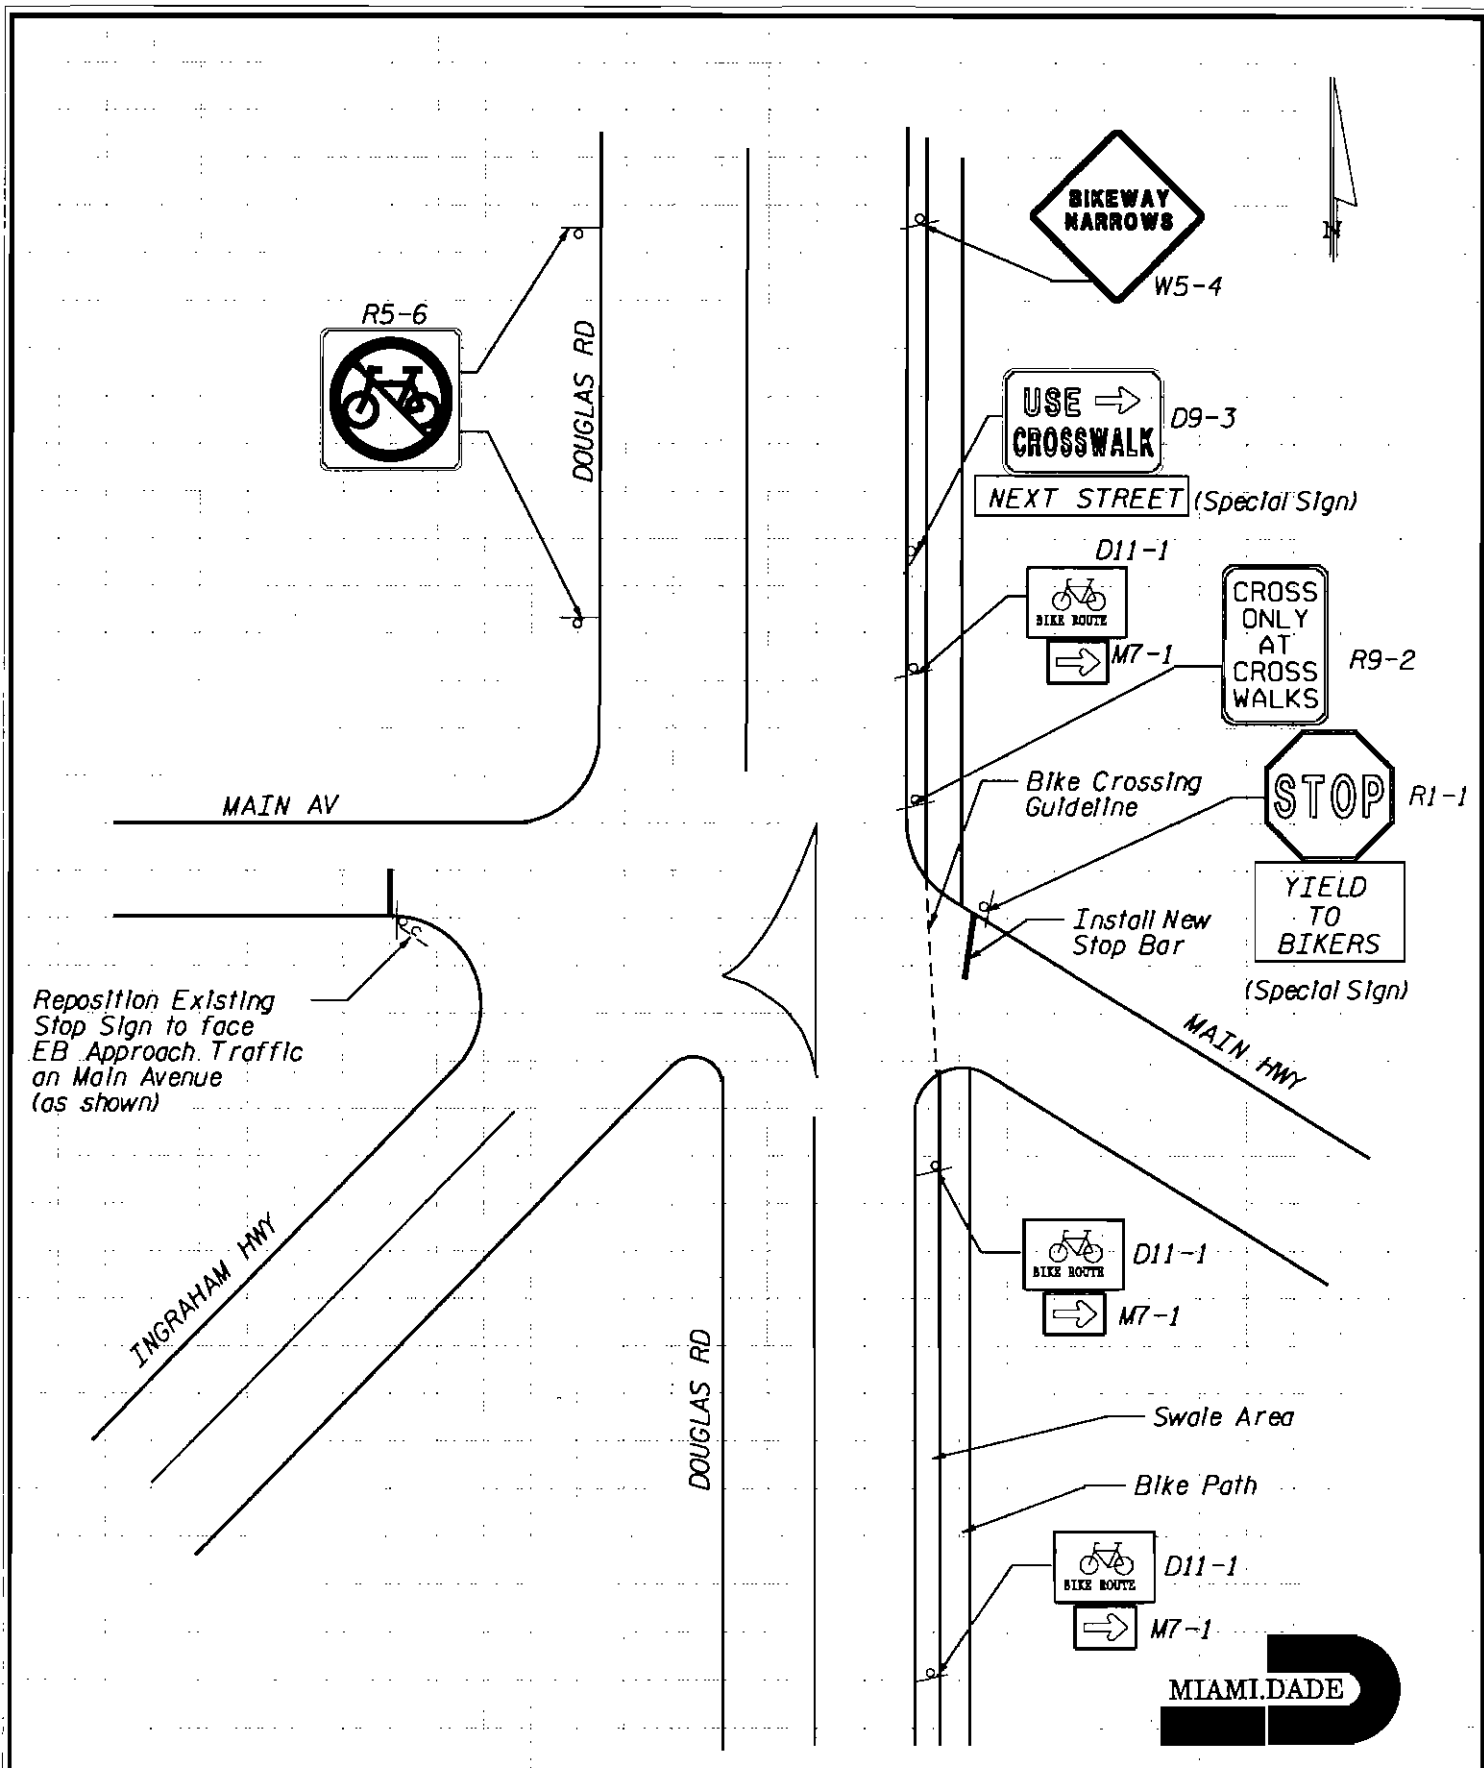 BIKEWAY
NARROWS
N
W5-4
R5-6
DOUGLAS RD
USE
CROSSWALK
D9-3
NEXT STREET (Special Sign)
D11-1
BIKE ROUTE
M7-1
CROSS
ONLY
AT
CROSS
WALKS
R9-2
Bike Crossing
Guideline
STOP
R1-1
MAIN AV
YIELD
TO
BIKERS
(Special Sign)
Install New
Stop Bar
Reposition Existing
Stop Sign to face
EB Approach Traffic
on Main Avenue
(as shown)
MAIN HWY
INGRAHAM HWY
BIKE ROUTE
D11-1
M7-1
DOUGLAS RD
Swale Area
Bike Path
BIKE ROUTE
D11-1
M7-1
MIAMI.DADE